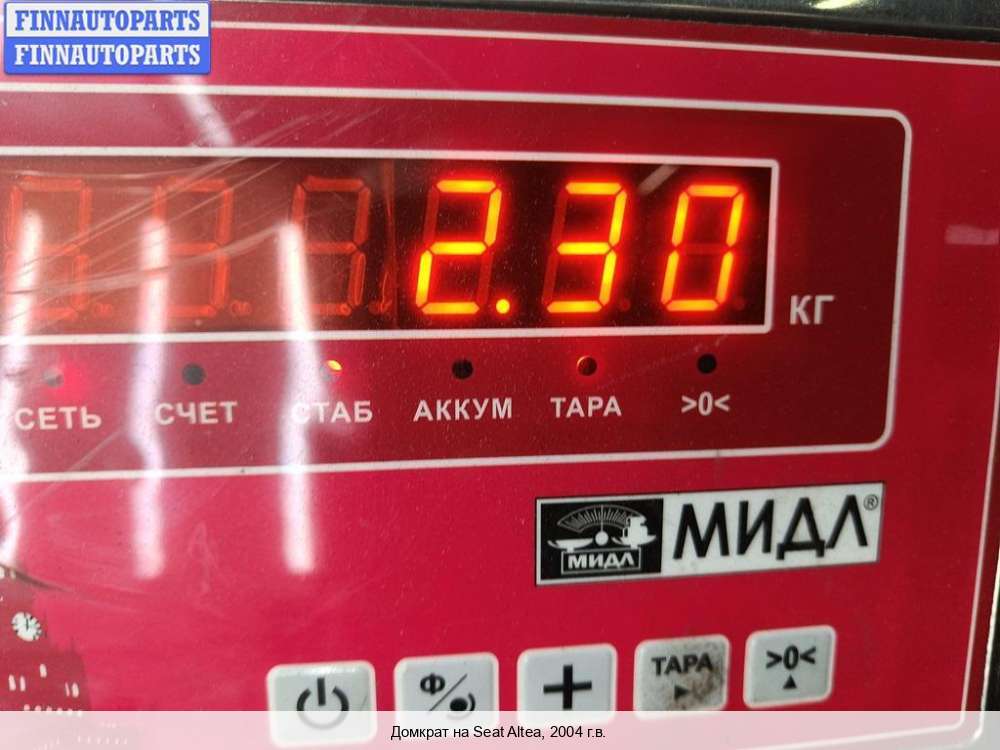 FINNAUTOPARTS
FINNAUTOPARTS
2.30
КГ
СЕТЬ СЧЕТ СТАБ АККУМ ТАРА >0<
МИДЛ МИДЛ®
Ф
+ ТАРА >0<
Домкрат на Seat Altea, 2004 г.в.